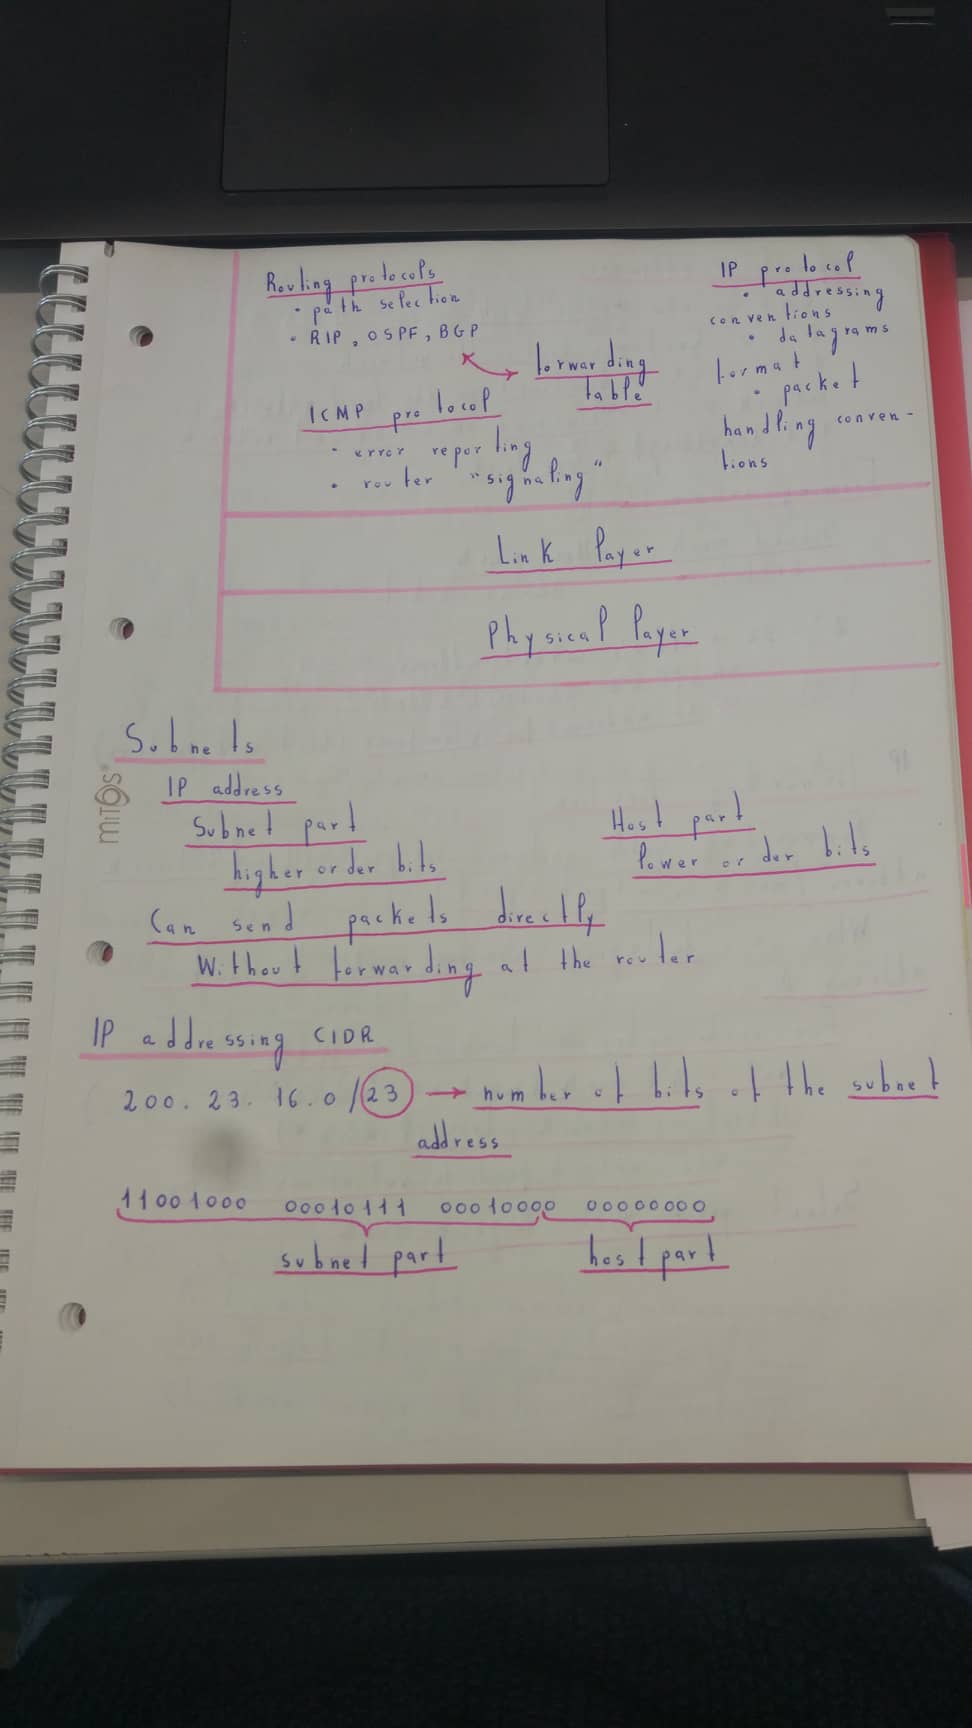 Routing protocols
• path selection
• RIP, OSPF, BGP
forwarding
table
ICMP protocol
• error reporting
• router "signaling"
IP protocol
• addressing
conventions
• datagrams
format
• packet
handling conven-
tions
Link layer
Physical layer
Subnets
IP address
Subnet part
higher order bits
Host part
lower order bits
Can send packets directly
Without forwarding at the router
IP addressing CIDR
200.23.16.0/23 → number of bits of the subnet
address
11001000 00010111 00010000 00000000
subnet part host part
MiTOS